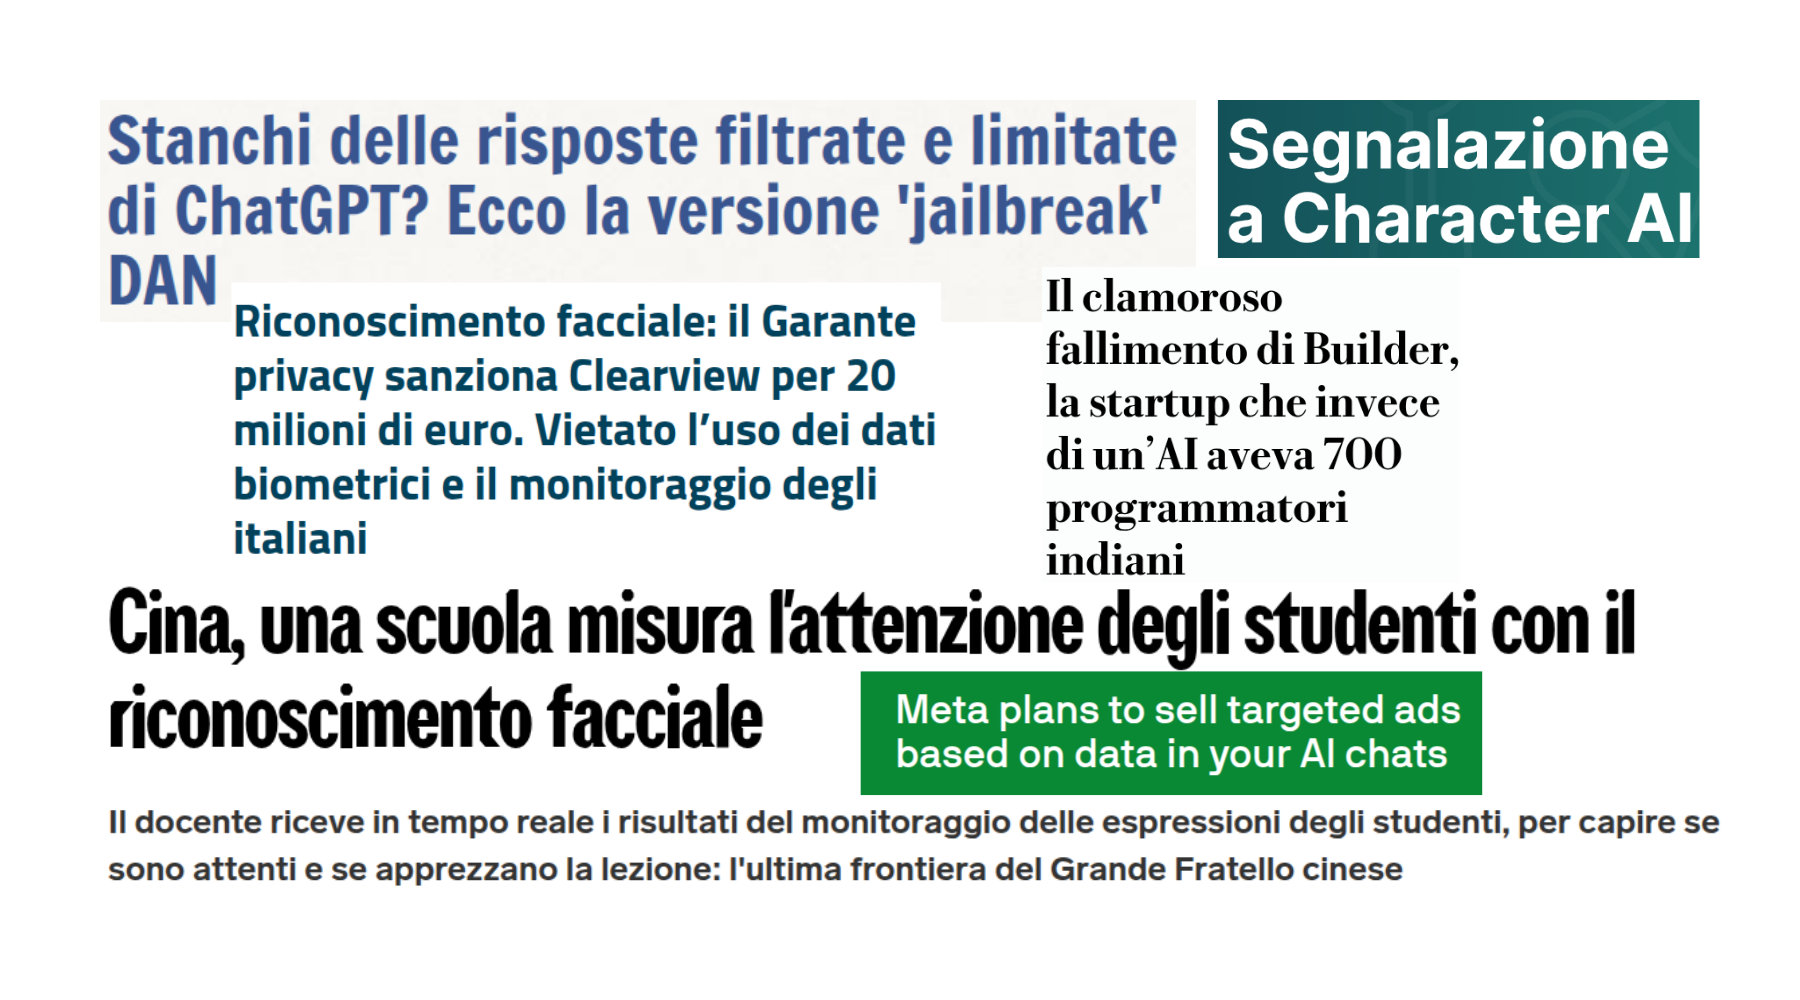 Stanchi delle risposte filtrate e limitate
di ChatGPT? Ecco la versione 'jailbreak'
DAN
Segnalazione
a Character AI
Riconoscimento facciale: il Garante
privacy sanziona Clearview per 20
milioni di euro. Vietato l’uso dei dati
biometrici e il monitoraggio degli
italiani
Il clamoroso
fallimento di Builder,
la startup che invece
di un’AI aveva 700
programmatori
indiani
Cina, una scuola misura l'attenzione degli studenti con il
riconoscimento facciale
Meta plans to sell targeted ads
based on data in your AI chats
Il docente riceve in tempo reale i risultati del monitoraggio delle espressioni degli studenti, per capire se
sono attenti e se apprezzano la lezione: l'ultima frontiera del Grande Fratello cinese